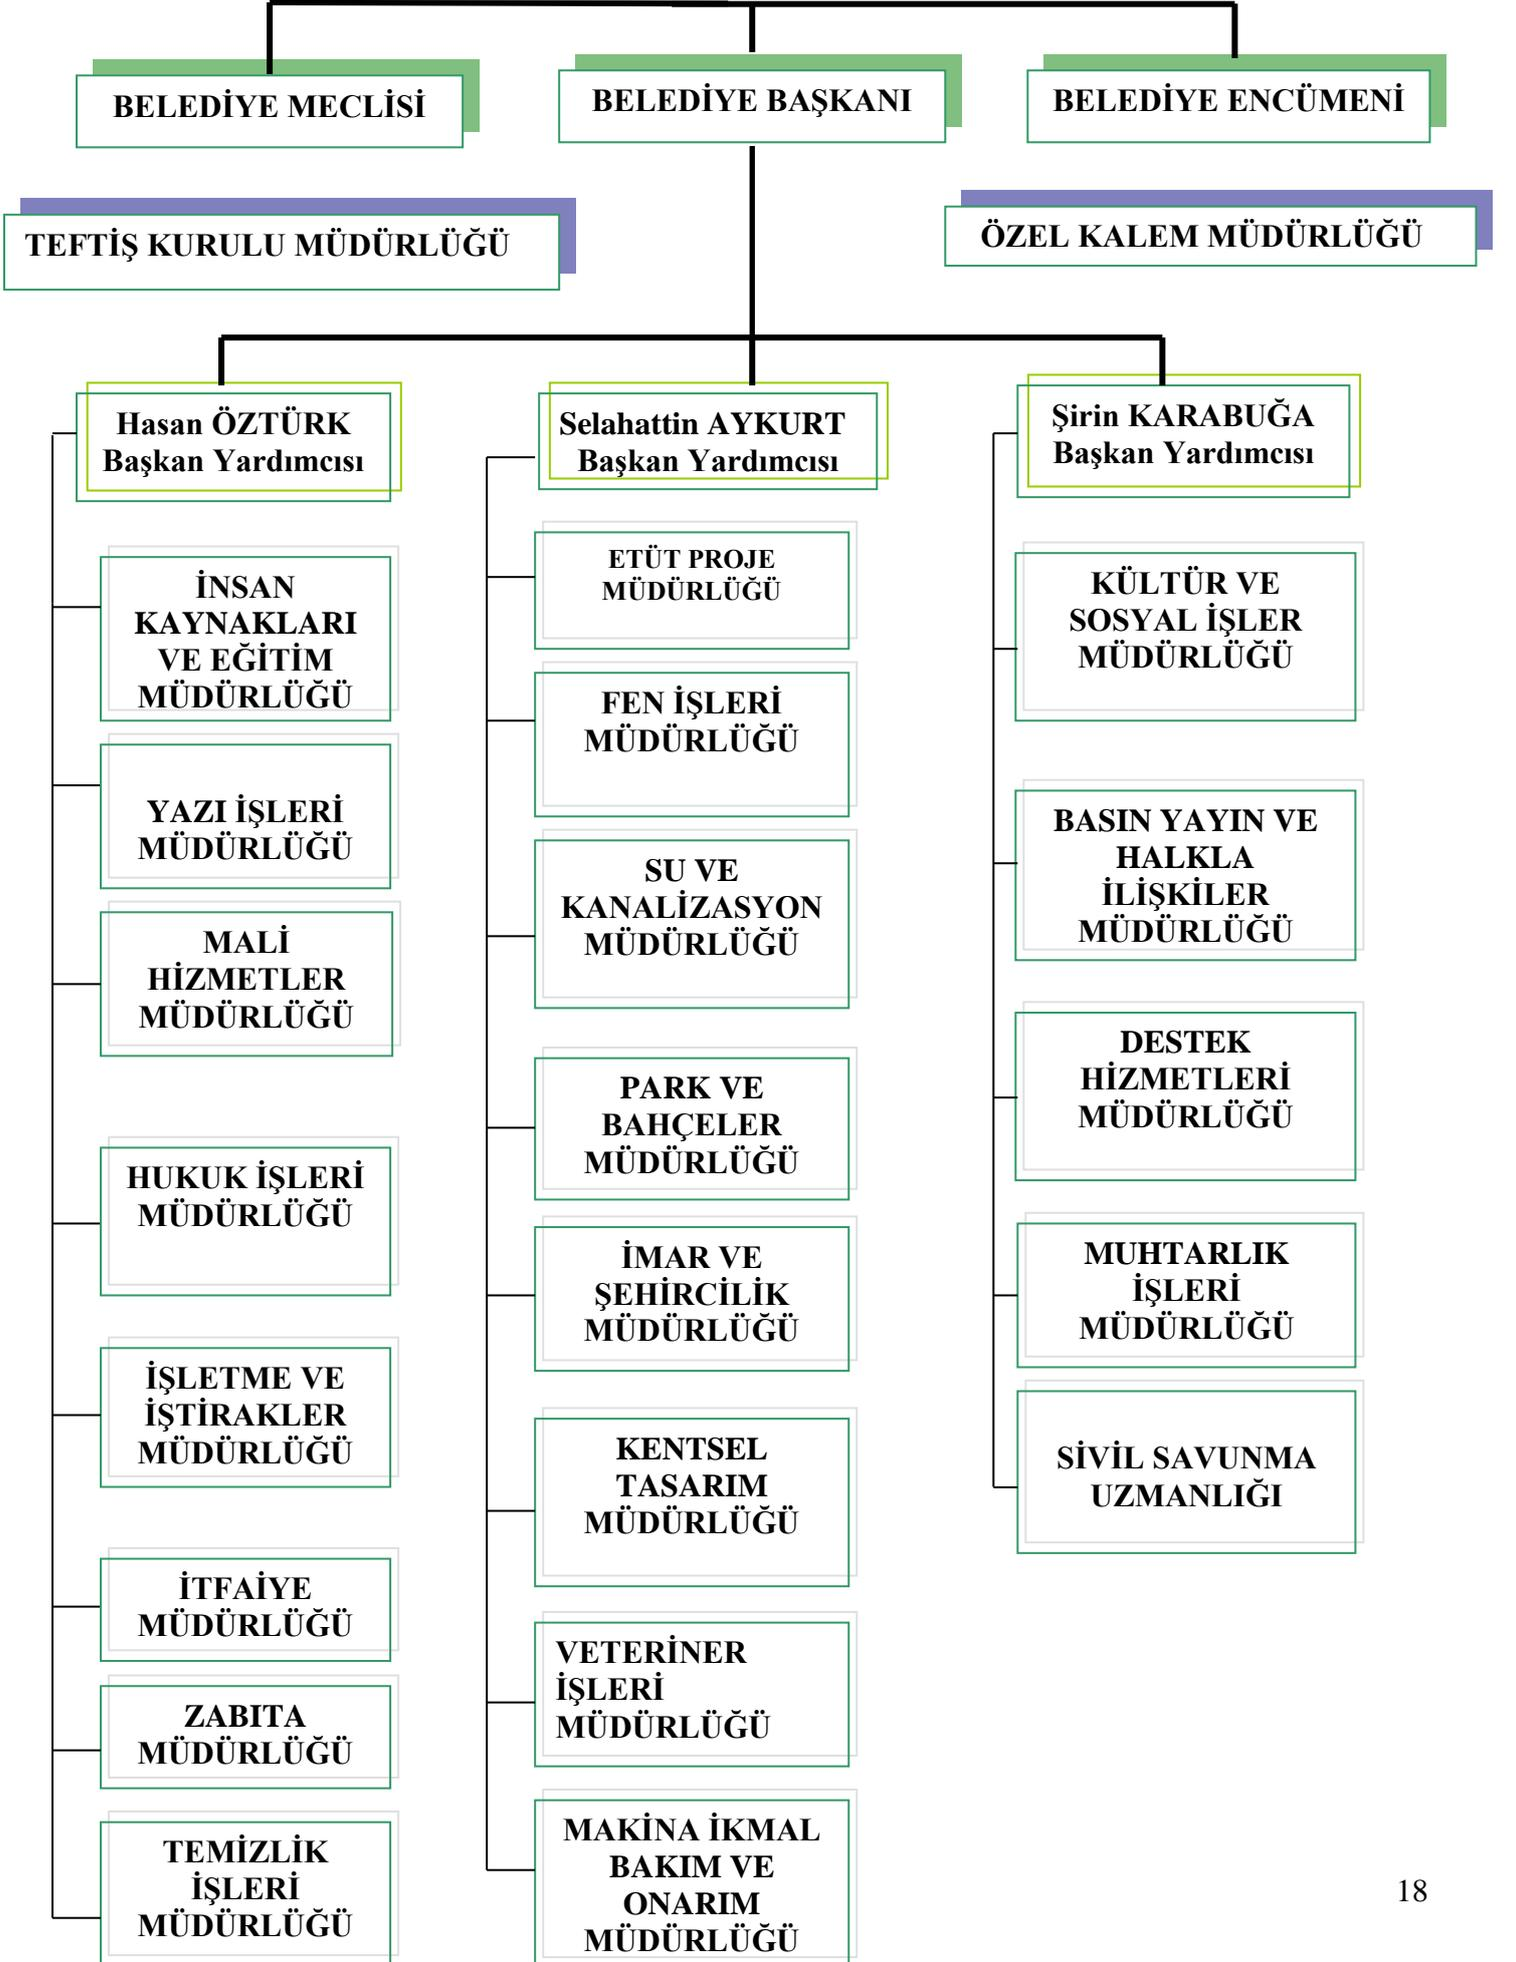 BELEDİYE MECLİSİ
BELEDİYE BAŞKANI
BELEDİYE ENCÜMENİ
TEFTİŞ KURULU MÜDÜRLÜĞÜ
ÖZEL KALEM MÜDÜRLÜĞÜ
Hasan ÖZTÜRK
Başkan Yardımcısı
İNSAN
KAYNAKLARI
VE EĞİTİM
MÜDÜRLÜĞÜ
YAZI İŞLERİ
MÜDÜRLÜĞÜ
MALİ
HİZMETLER
MÜDÜRLÜĞÜ
HUKUK İŞLERİ
MÜDÜRLÜĞÜ
İŞLETME VE
İŞTİRAKLER
MÜDÜRLÜĞÜ
İTFAİYE
MÜDÜRLÜĞÜ
ZABITA
MÜDÜRLÜĞÜ
TEMİZLİK
İŞLERİ
MÜDÜRLÜĞÜ
Selahattin AYKURT
Başkan Yardımcısı
ETÜT PROJE
MÜDÜRLÜĞÜ
FEN İŞLERİ
MÜDÜRLÜĞÜ
SU VE
KANALİZASYON
MÜDÜRLÜĞÜ
PARK VE
BAHÇELER
MÜDÜRLÜĞÜ
İMAR VE
ŞEHİRCİLİK
MÜDÜRLÜĞÜ
KENTSEL
TASARIM
MÜDÜRLÜĞÜ
VETERİNER
İŞLERİ
MÜDÜRLÜĞÜ
MAKİNA İKMAL
BAKIM VE
ONARIM
MÜDÜRLÜĞÜ
Şirin KARABUĞA
Başkan Yardımcısı
KÜLTÜR VE
SOSYAL İŞLER
MÜDÜRLÜĞÜ
BASIN YAYIN VE
HALKLA
İLİŞKİLER
MÜDÜRLÜĞÜ
DESTEK
HİZMETLERİ
MÜDÜRLÜĞÜ
MUHTARLIK
İŞLERİ
MÜDÜRLÜĞÜ
SİVİL SAVUNMA
UZMANLIĞI
18